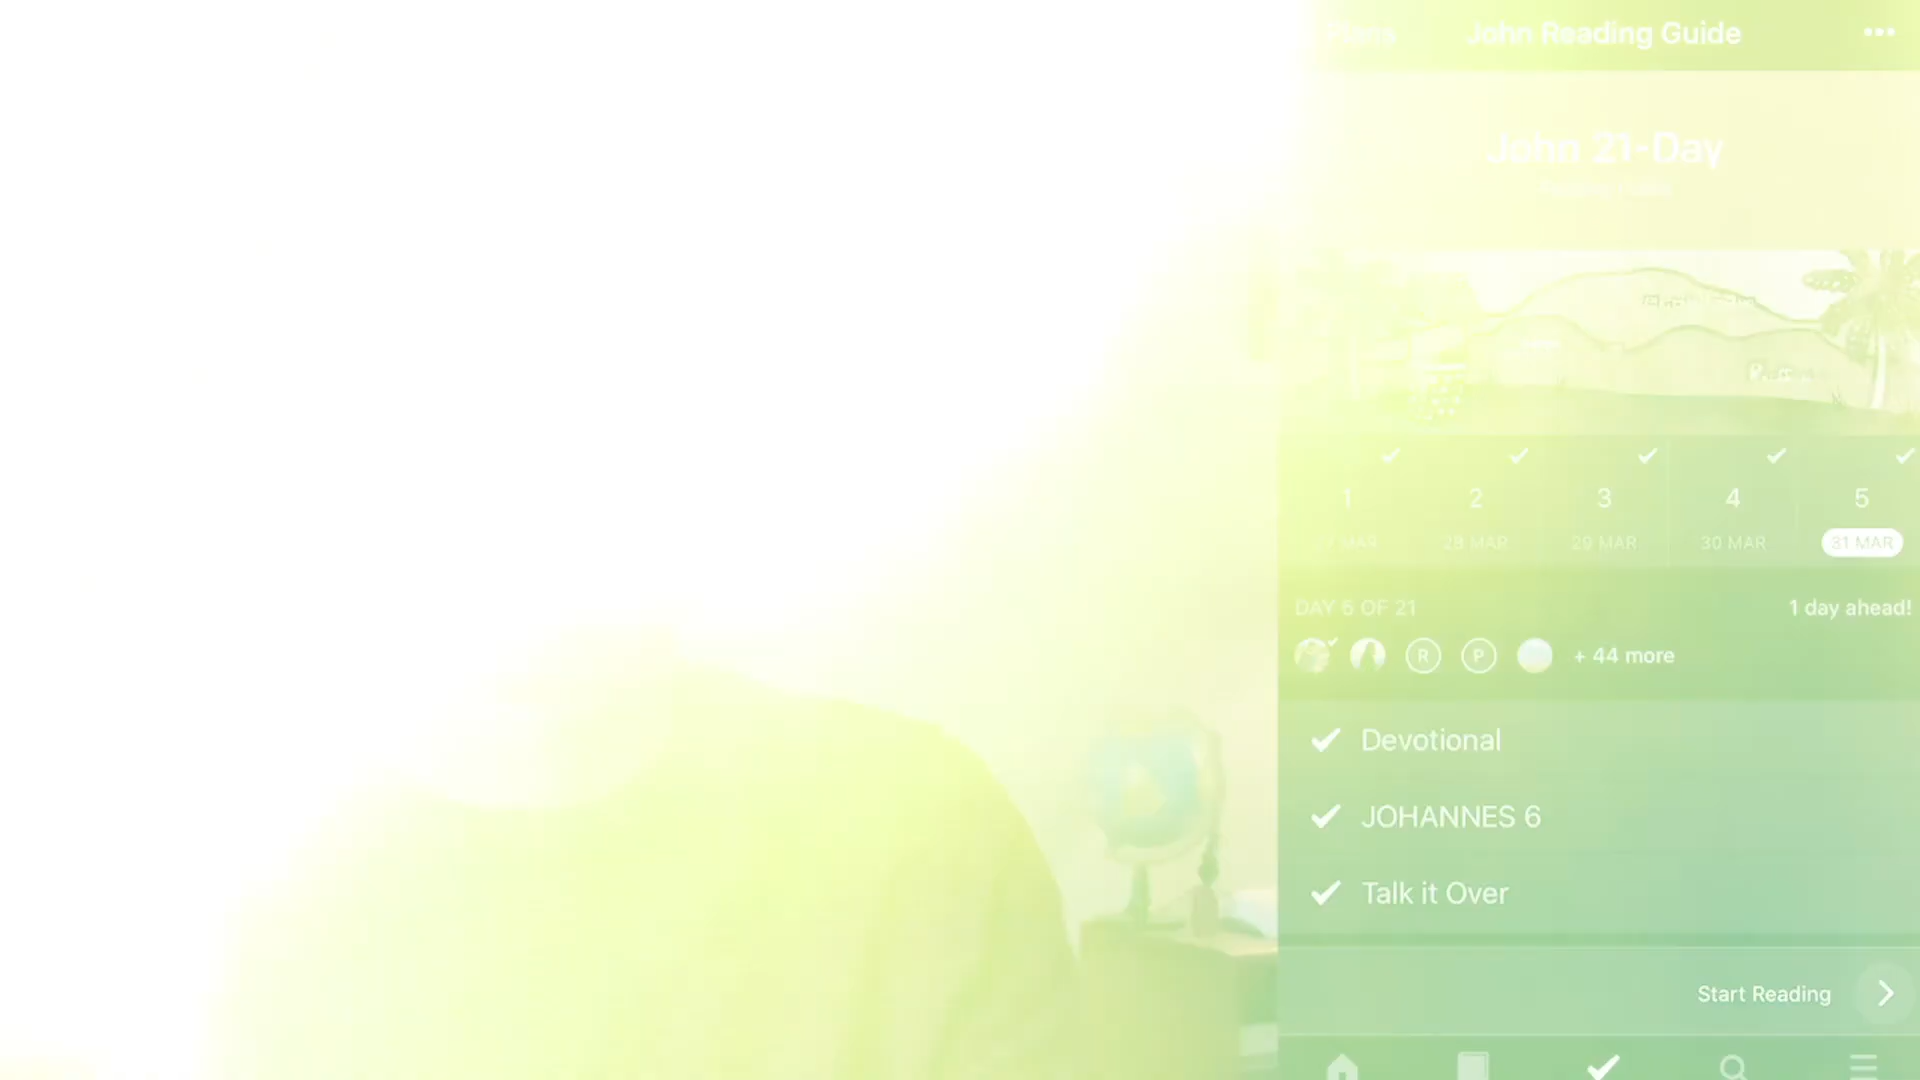 Plans John Reading Guide
John 21-Day
1 2 3 4 5
MAR 29 MAR 30 MAR 31 MAR
DAY 6 OF 21 1 day ahead!
R P + 44 more
Devotional
JOHANNES 6
Talk it Over
Start Reading